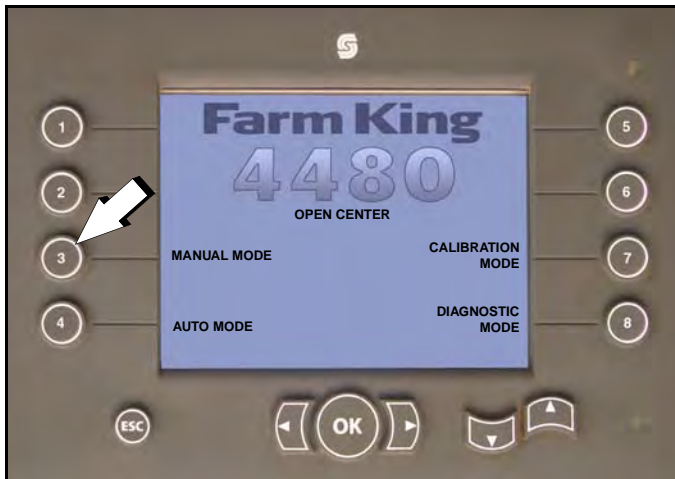 Farm King
4480
OPEN CENTER
1
5
2
6
3
MANUAL MODE
CALIBRATION
MODE
7
4
AUTO MODE
DIAGNOSTIC
MODE
8
ESC
OK